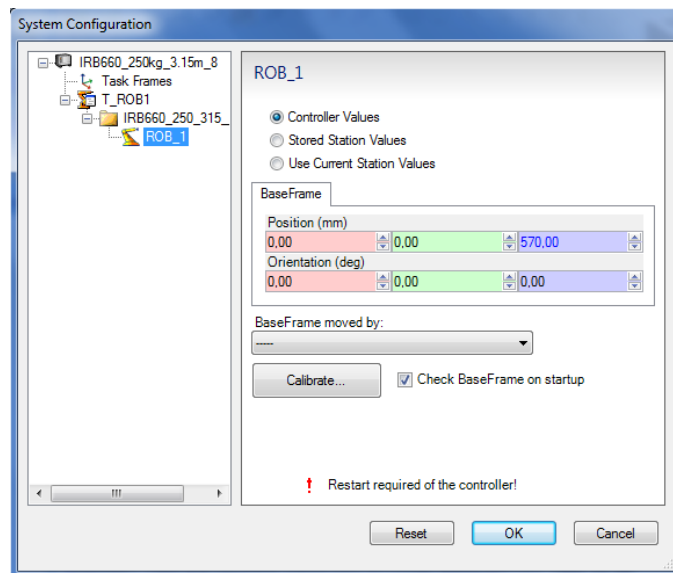 System Configuration
IRB660_250kg_3.15m_8
Task Frames
T_ROB1
IRB660_250_315_
ROB_1
ROB_1
Controller Values
Stored Station Values
Use Current Station Values
BaseFrame
Position (mm)
0,00 0,00 570,00
Orientation (deg)
0,00 0,00 0,00
BaseFrame moved by:
-----
Calibrate... Check BaseFrame on startup
! Restart required of the controller!
Reset OK Cancel